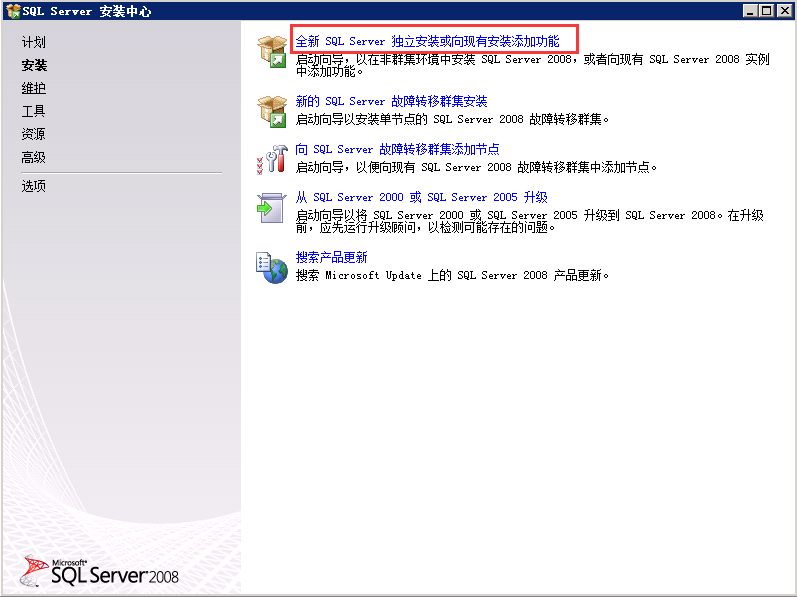 SQL Server 安装中心
计划
安装
维护
工具
资源
高级
选项
全新 SQL Server 独立安装或向现有安装添加功能
启动向导，以在非群集环境中安装 SQL Server 2008，或者向现有 SQL Server 2008 实例
中添加功能。
新的 SQL Server 故障转移群集安装
启动向导以安装单节点的 SQL Server 2008 故障转移群集。
向 SQL Server 故障转移群集添加节点
启动向导，以便向现有 SQL Server 2008 故障转移群集中添加节点。
从 SQL Server 2000 或 SQL Server 2005 升级
启动向导以将 SQL Server 2000 或 SQL Server 2005 升级到 SQL Server 2008。在升级
前，应先运行升级顾问，以检测可能存在的问题。
搜索产品更新
搜索 Microsoft Update 上的 SQL Server 2008 产品更新。
Microsoft®
SQL Server 2008